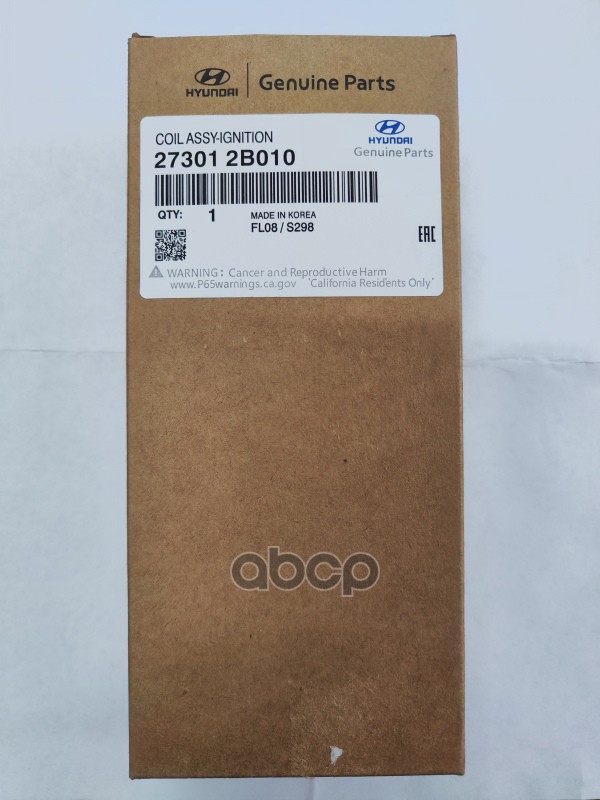 HYUNDAI Genuine Parts
COIL ASSY-IGNITION
27301 2B010
HYUNDAI
Genuine Parts
QTY: 1
MADE IN KOREA
FL08 / S298
EAC
WARNING: Cancer and Reproductive Harm
www.P65warnings.ca.gov 'California Residents Only'
abcp